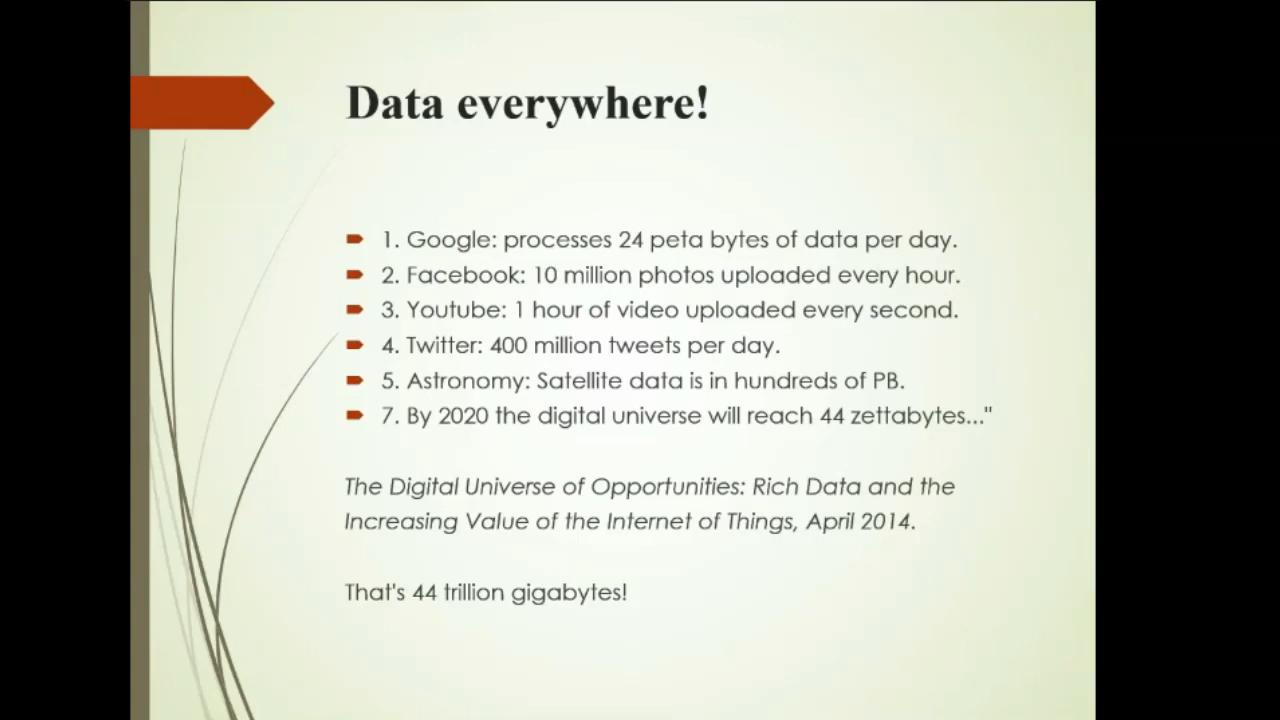 Data everywhere!
1. Google: processes 24 peta bytes of data per day.
2. Facebook: 10 million photos uploaded every hour.
3. Youtube: 1 hour of video uploaded every second.
4. Twitter: 400 million tweets per day.
5. Astronomy: Satellite data is in hundreds of PB.
7. By 2020 the digital universe will reach 44 zettabytes..."
The Digital Universe of Opportunities: Rich Data and the
Increasing Value of the Internet of Things, April 2014.
That's 44 trillion gigabytes!